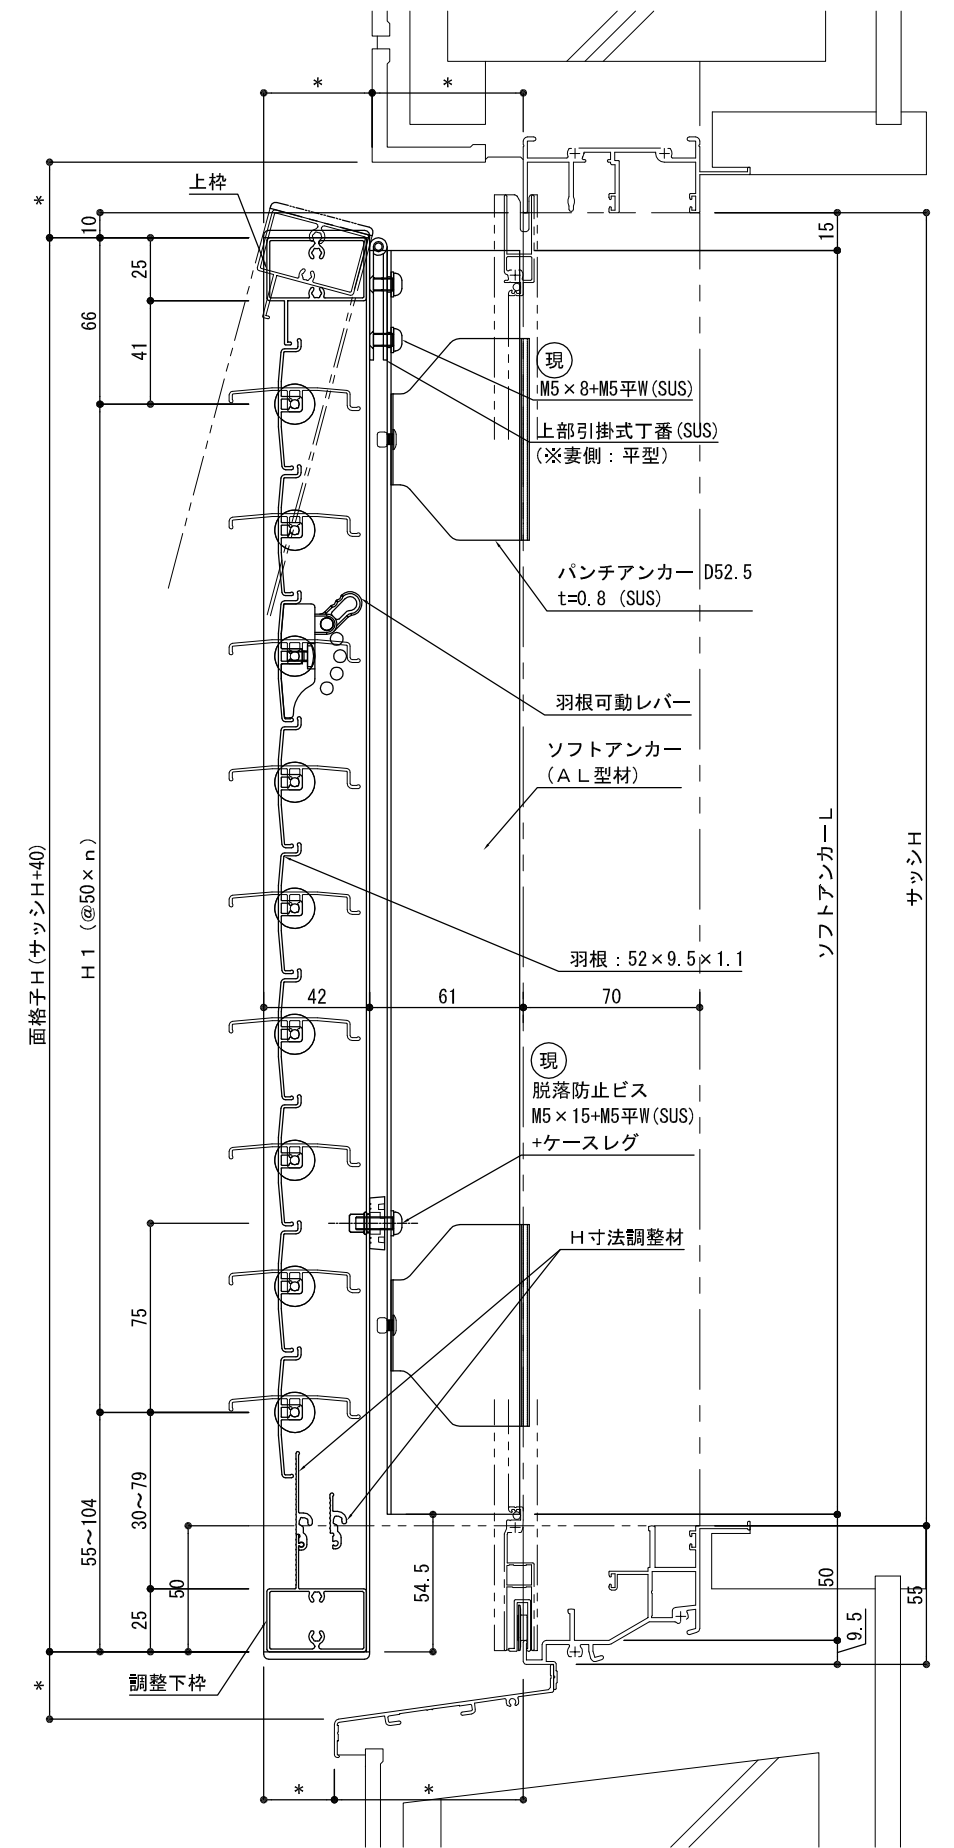 *
*
上枠
*
10
15
25
66
41
現
M5×8+M5平W(SUS)
上部引掛式丁番(SUS)
(※妻側：平型)
パンチアンカー D52.5
t=0.8 (SUS)
羽根可動レバー
ソフトアンカー
(ＡＬ型材)
面格子H(サッシH+40)
H1 (@50×n)
ソフトアンカーL
サッシH
羽根：52×9.5×1.1
42
61
70
現
脱落防止ビス
M5×15+M5平W(SUS)
+ケースレグ
H寸法調整材
75
30～79
55～104
50
54.5
50
55
25
9.5
調整下枠
*
*
*